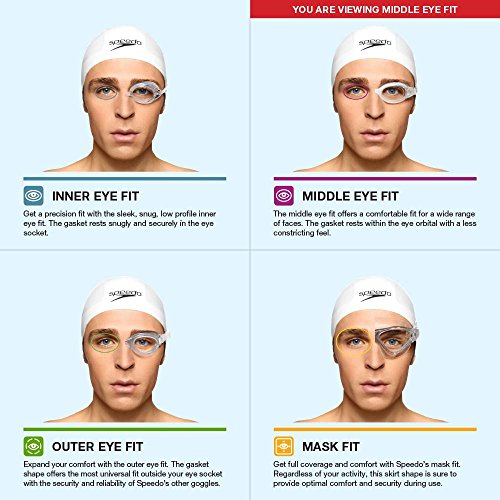 YOU ARE VIEWING MIDDLE EYE FIT
speedo
speedo
INNER EYE FIT
Get a precision fit with the sleek, snug, low profile inner
eye fit. The gasket rests snugly and securely in the eye
socket.
MIDDLE EYE FIT
The middle eye fit offers a comfortable fit for a wide range
of faces. The gasket rests within the eye orbital with a less
constricting feel.
speedo
speedo
OUTER EYE FIT
Expand your comfort with the outer eye fit. The gasket
shape offers the most universal fit outside your eye socket
with the security and reliability of Speedo's other goggles.
MASK FIT
Get full coverage and comfort with Speedo's mask fit.
Regardless of your activity, this skirt shape is sure to
provide optimal comfort and security during use.